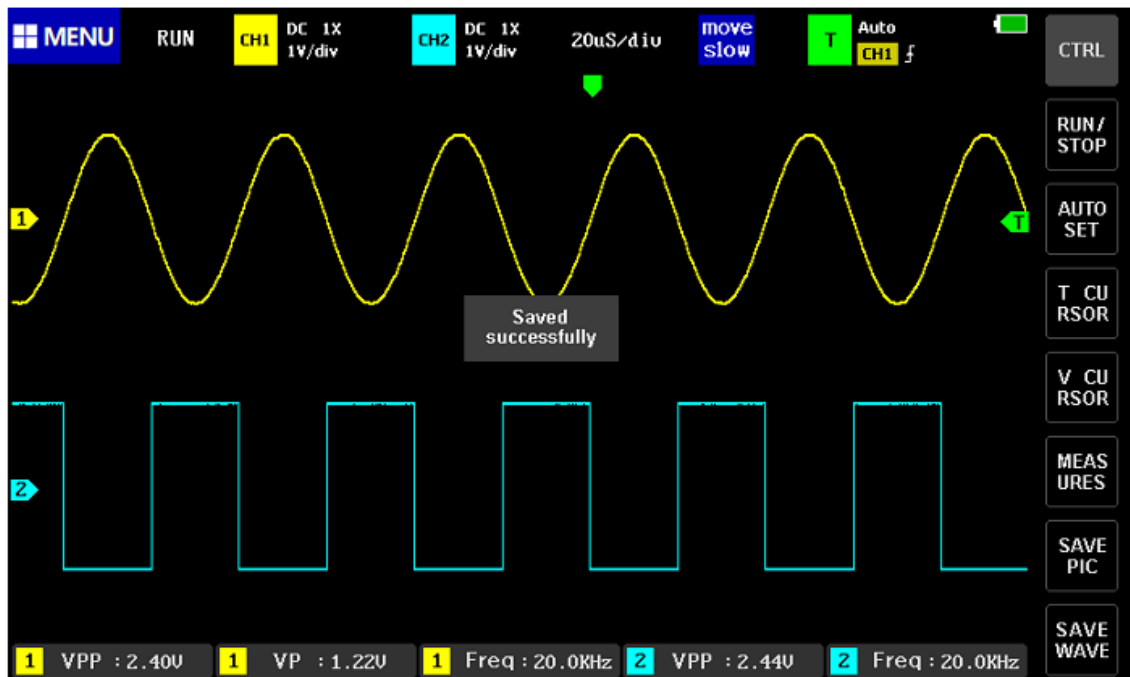 MENU
RUN
CH1
DC 1X
1V/div
CH2
DC 1X
1V/div
20uS/div
move
slow
T
Auto
CH1
CTRL
RUN/
STOP
AUTO
SET
T CU
RSOR
V CU
RSOR
MEAS
URES
SAVE
PIC
SAVE
WAVE
1
T
Saved
successfully
2
1 VPP :2.40V
1 VP :1.22V
1 Freq:20.0KHz
2 VPP :2.44V
2 Freq:20.0KHz